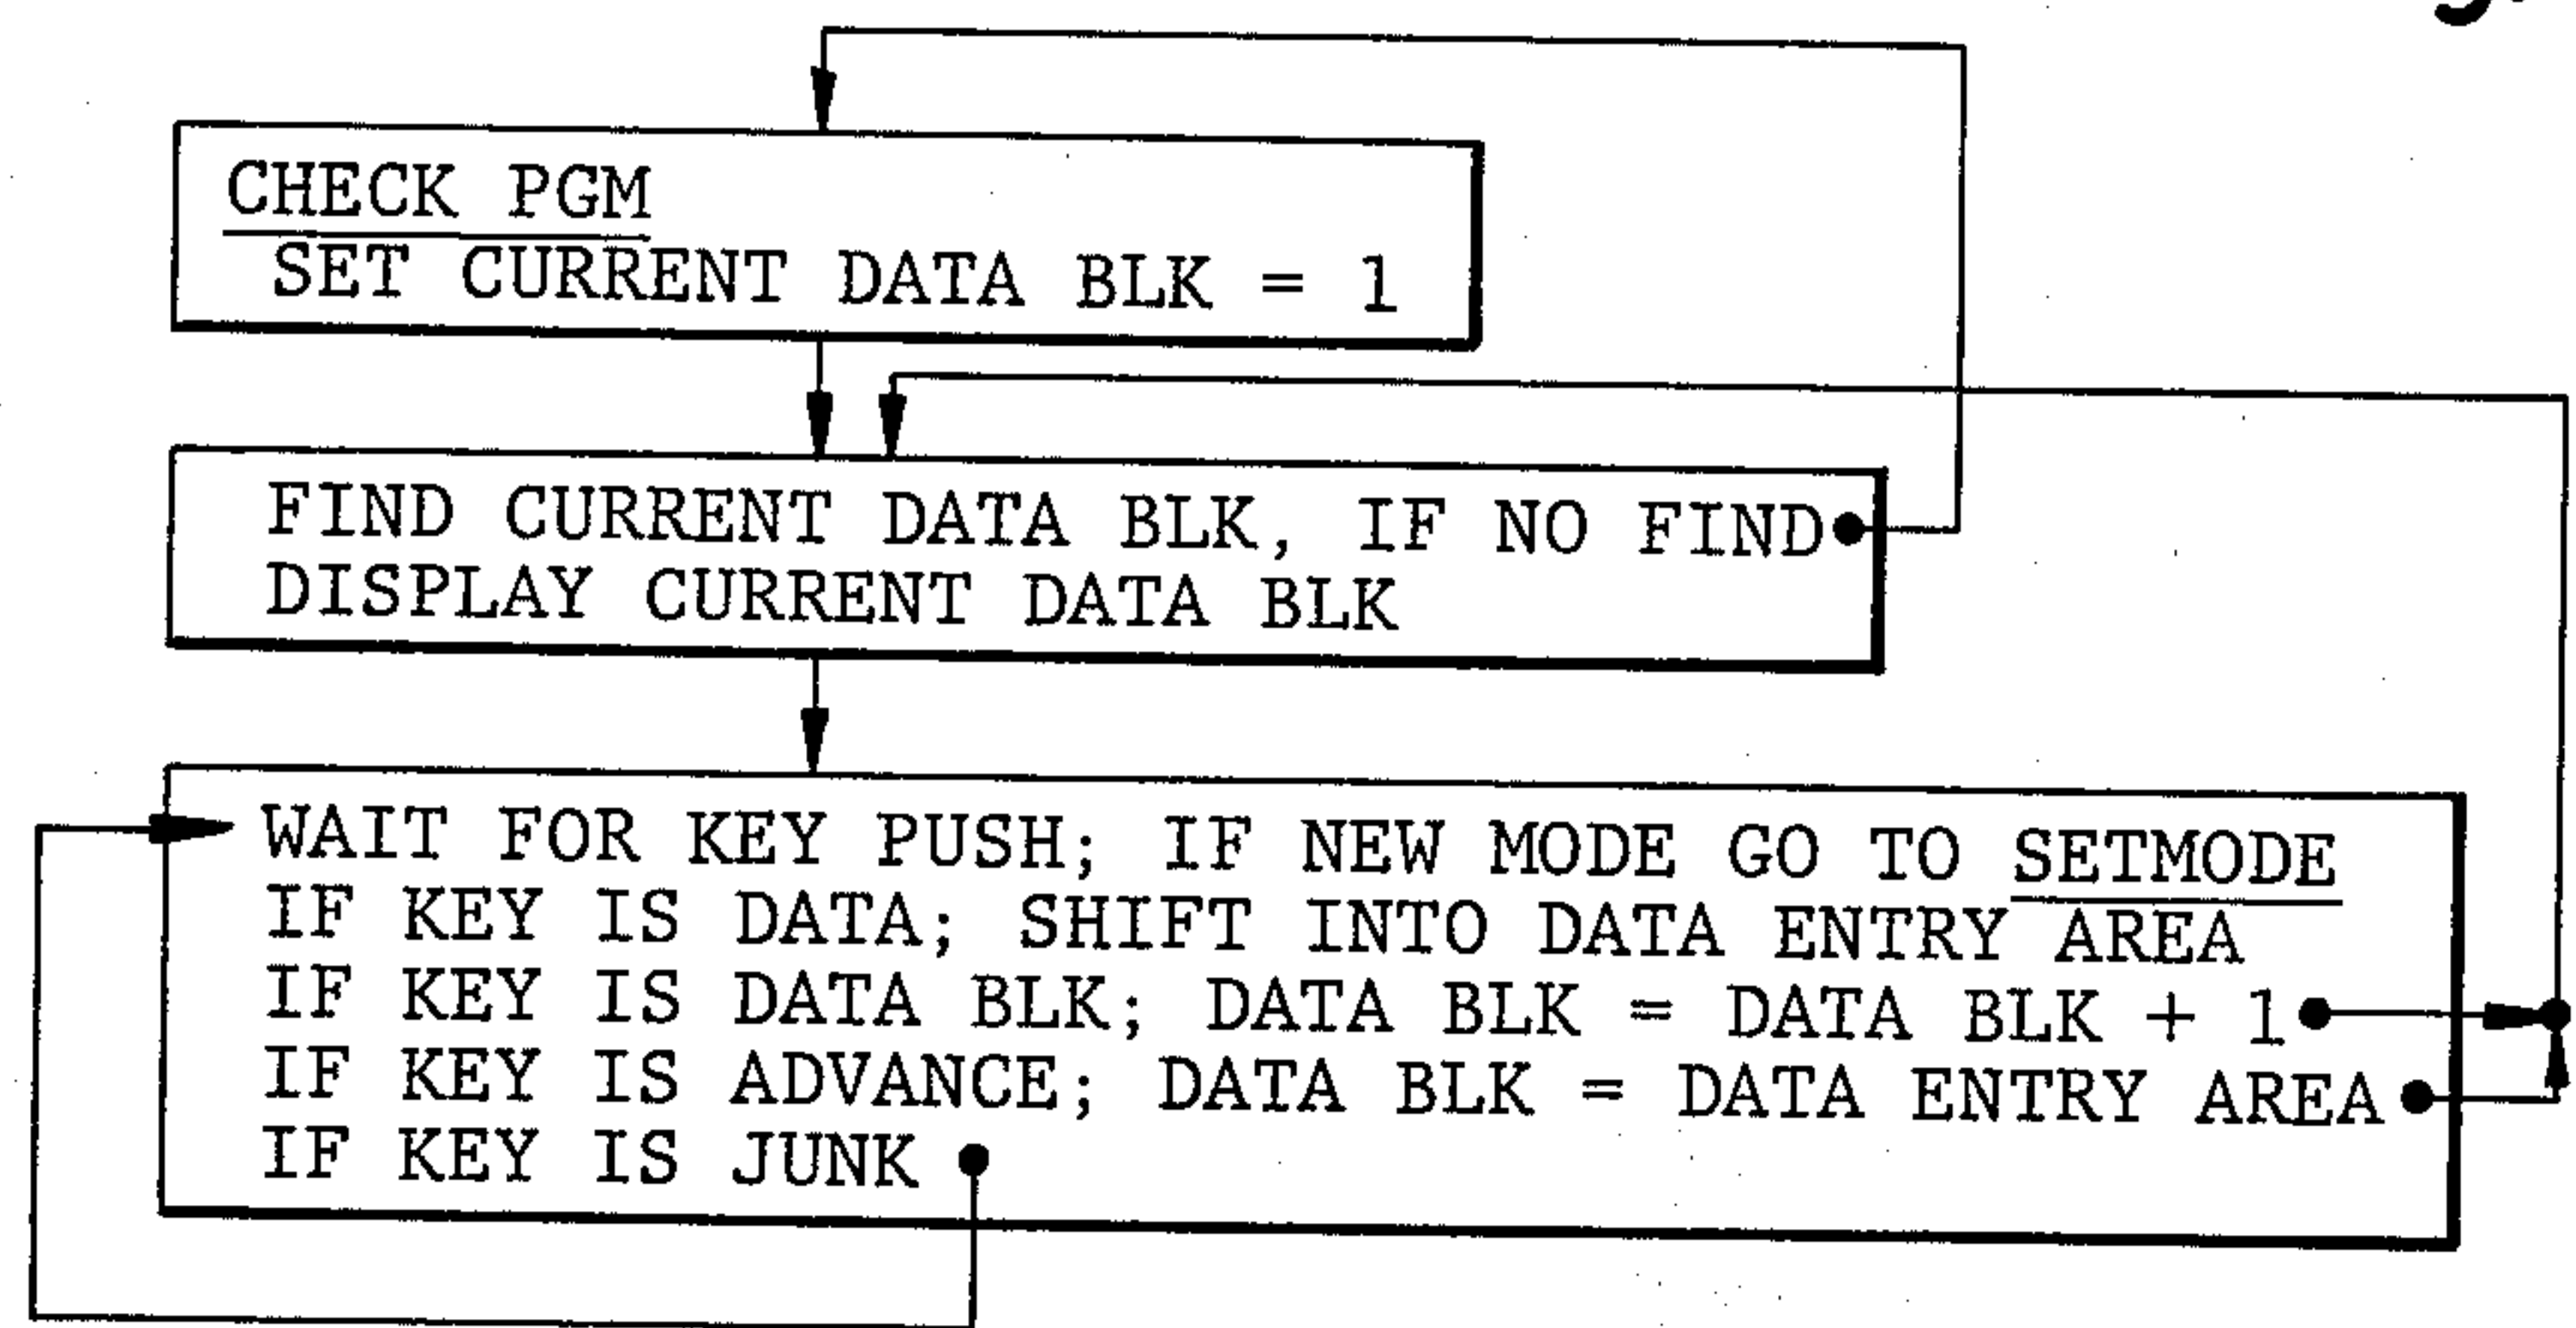 CHECK PGM
SET CURRENT DATA BLK = 1
FIND CURRENT DATA BLK, IF NO FIND
DISPLAY CURRENT DATA BLK
WAIT FOR KEY PUSH; IF NEW MODE GO TO SETMODE
IF KEY IS DATA; SHIFT INTO DATA ENTRY AREA
IF KEY IS DATA BLK; DATA BLK = DATA BLK + 1
IF KEY IS ADVANCE; DATA BLK = DATA ENTRY AREA
IF KEY IS JUNK